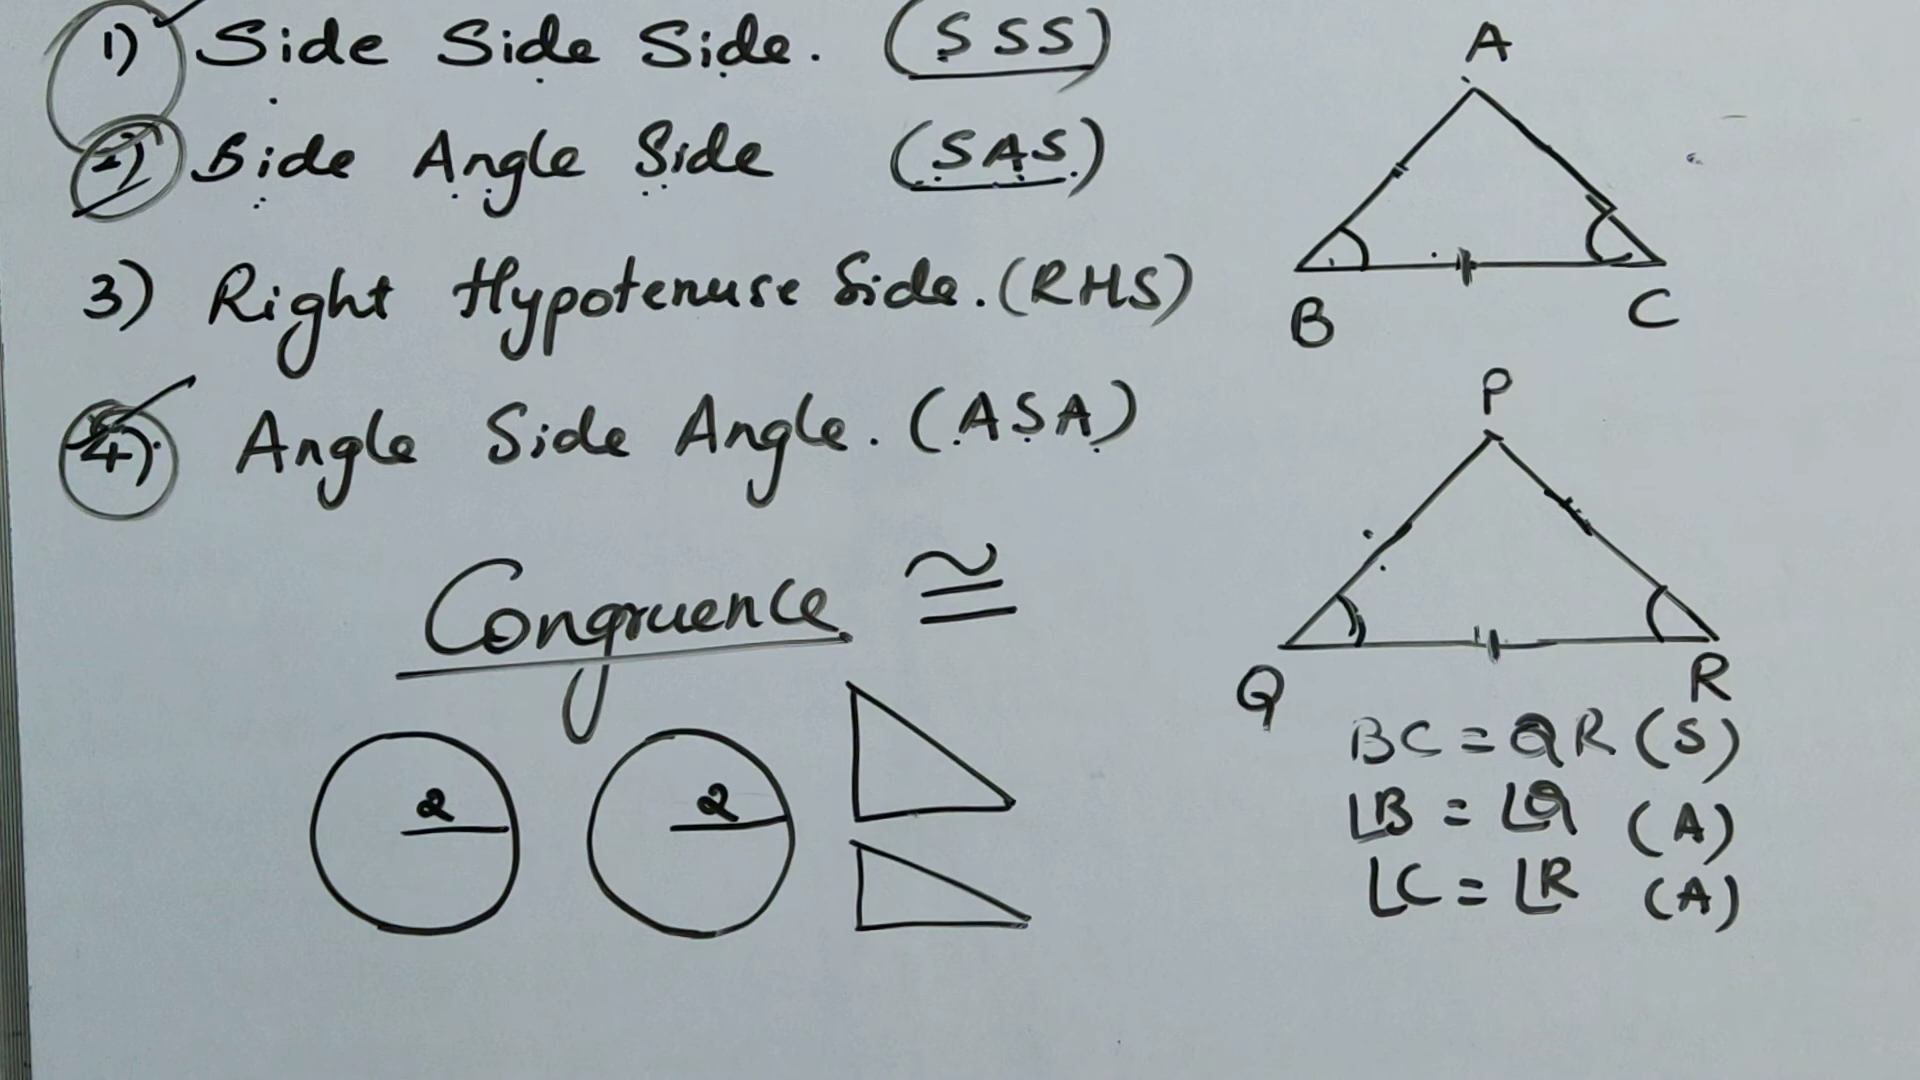 1) Side Side Side. (SSS)
2) Side Angle Side (SAS)
3) Right Hypotenuse Side. (RHS)
4) Angle Side Angle. (ASA)
Congruence ≅
2
2
A
B
C
P
Q
R
BC = QR (S)
∠B = ∠Q (A)
∠C = ∠R (A)